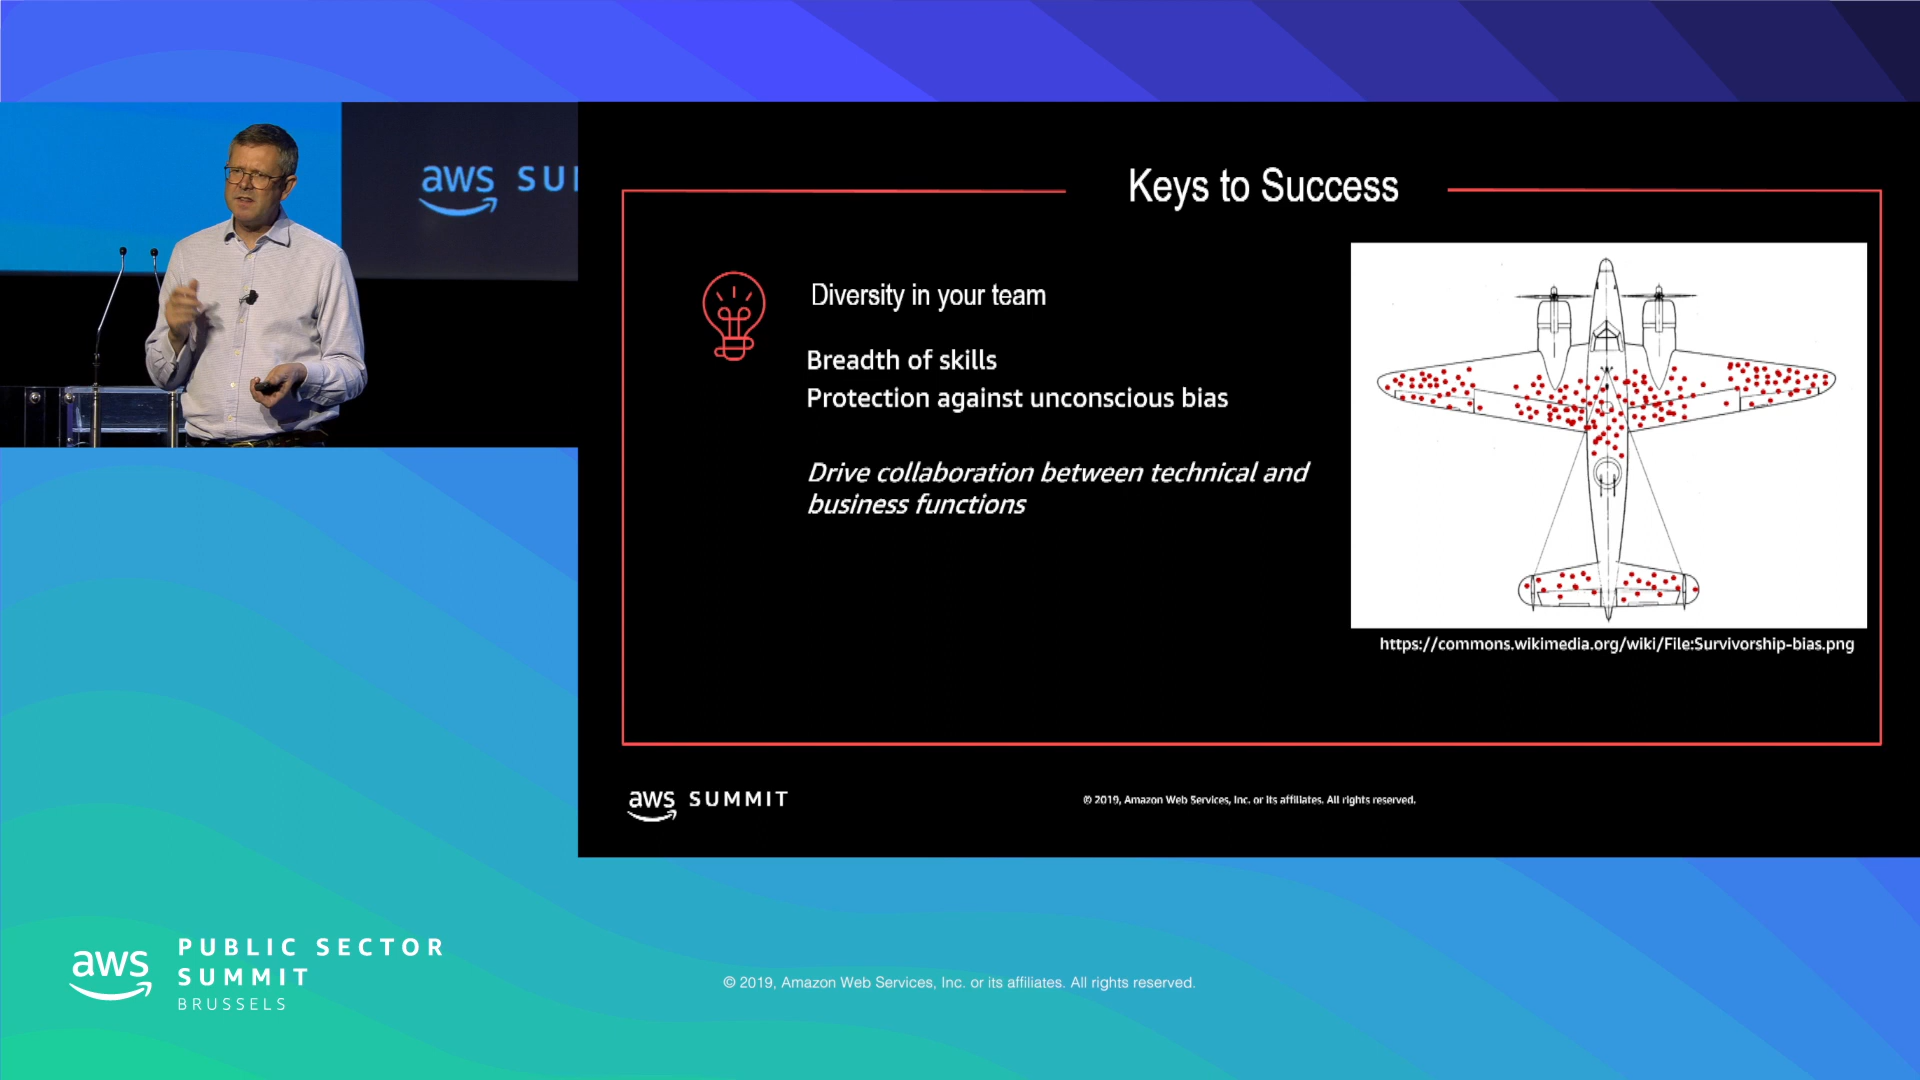 aws SU
Keys to Success
Diversity in your team
Breadth of skills
Protection against unconscious bias
Drive collaboration between technical and
business functions
https://commons.wikimedia.org/wiki/File:Survivorship-bias.png
aws SUMMIT
© 2019, Amazon Web Services, Inc. or its affiliates. All rights reserved.
aws
PUBLIC SECTOR
SUMMIT
BRUSSELS
© 2019, Amazon Web Services, Inc. or its affiliates. All rights reserved.